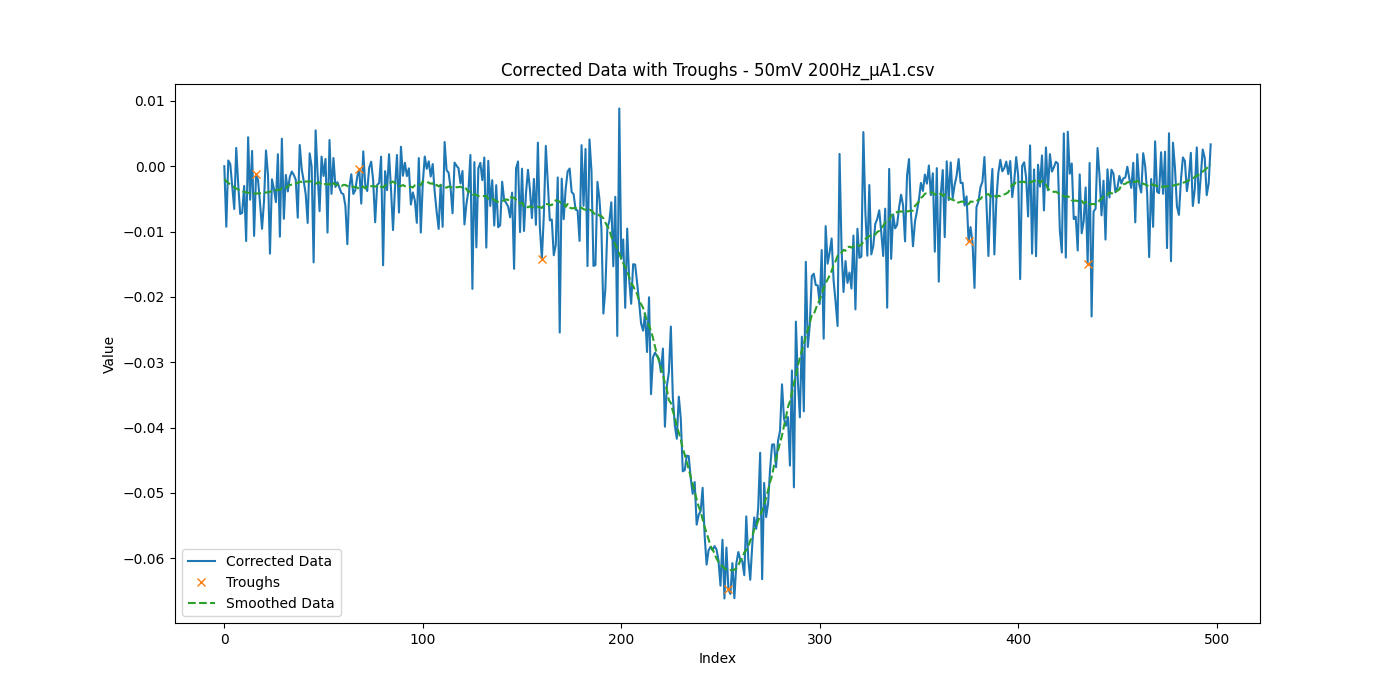 Corrected Data with Troughs - 50mV 200Hz_μA1.csv
0.01
0.00
−0.01
−0.02
−0.03
−0.04
−0.05
−0.06
Value
Corrected Data
Troughs
Smoothed Data
0 100 200 300 400 500
Index